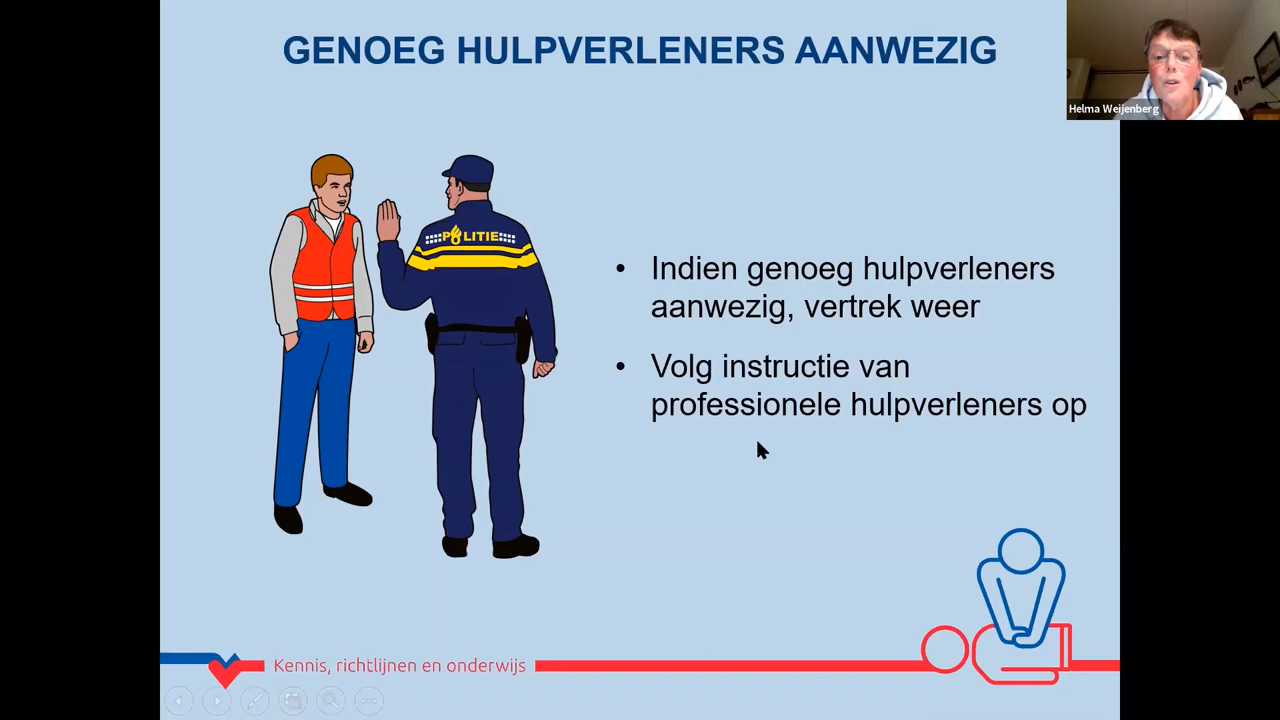 GENOEG HULPVERLENERS AANWEZIG
Helma Weijenberg
POLITIE
• Indien genoeg hulpverleners
aanwezig, vertrek weer
• Volg instructie van
professionele hulpverleners op
Kennis, richtlijnen en onderwijs